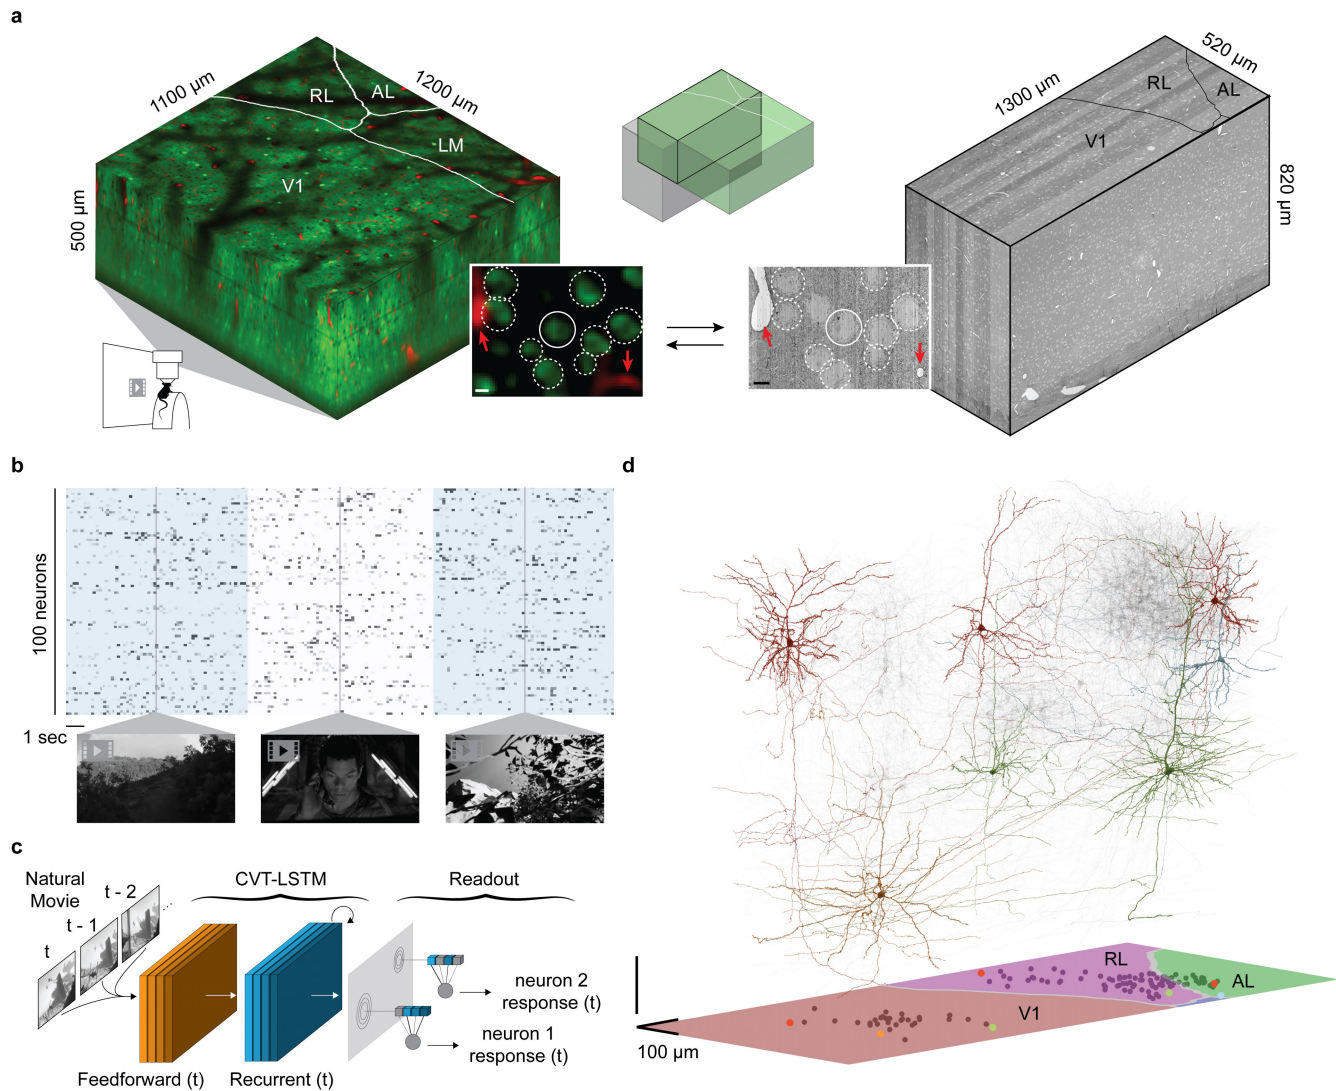 a
1100 μm
1200 μm
RL
AL
LM
V1
500 μm
1300 μm
520 μm
RL
AL
V1
820 μm
b
100 neurons
1 sec
c
Natural
Movie
t
t - 1
t - 2
...
CVT-LSTM
Readout
neuron 2
response (t)
neuron 1
response (t)
Feedforward (t)
Recurrent (t)
d
RL
AL
V1
100 μm